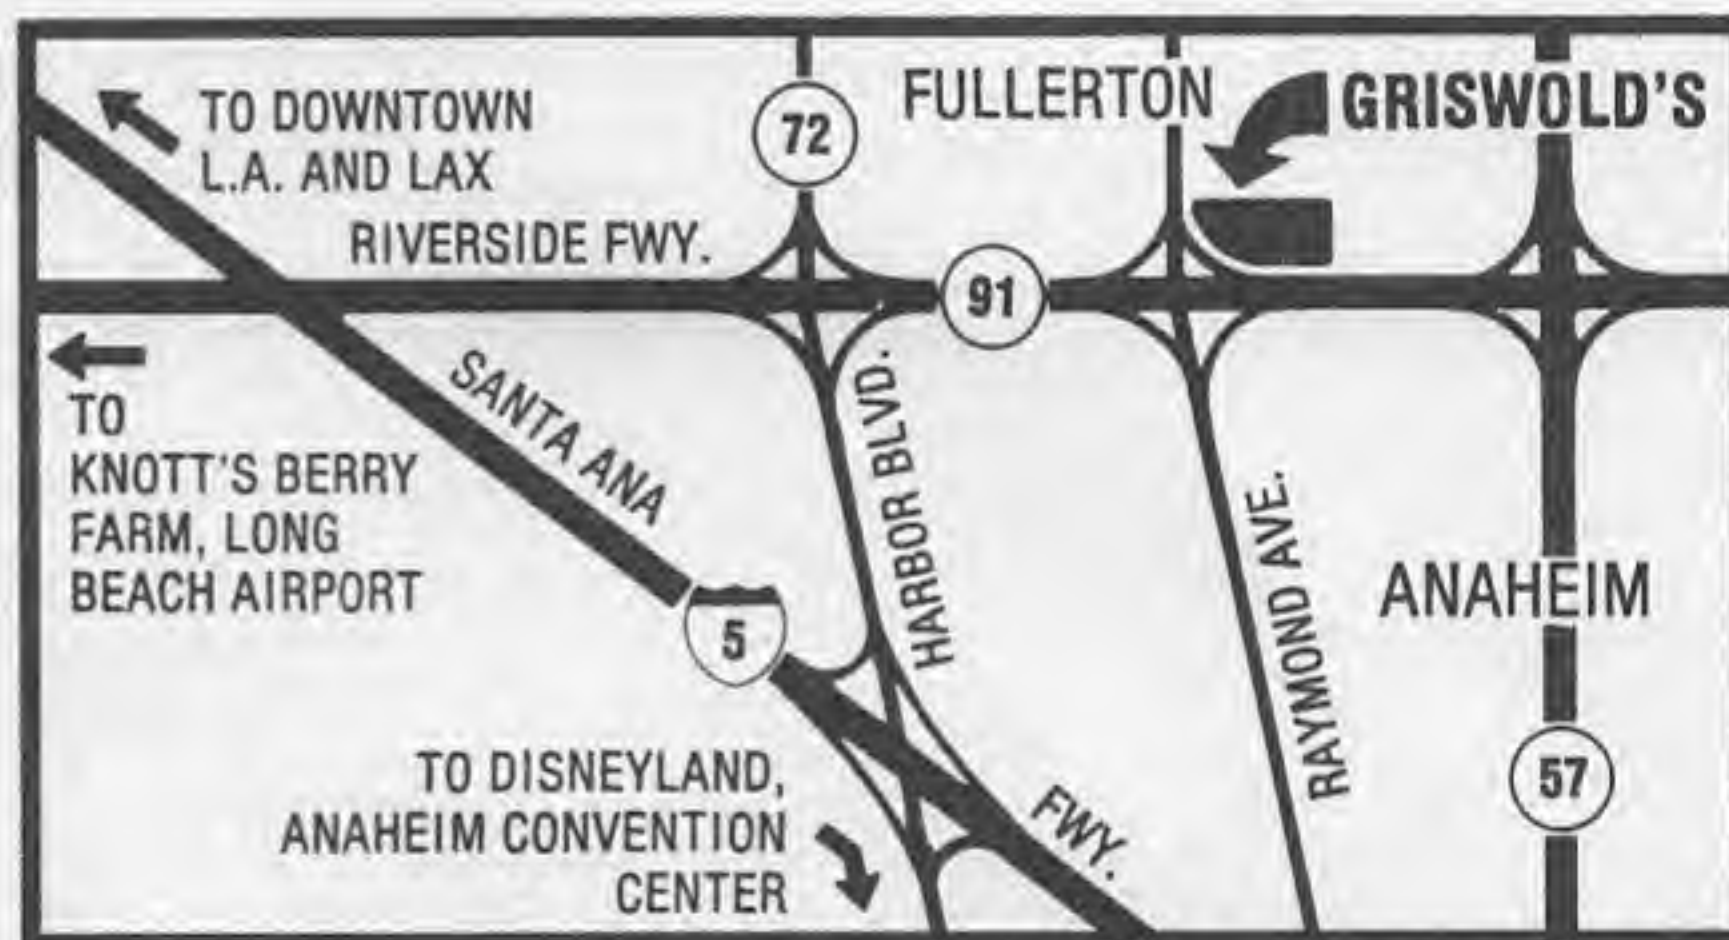 TO DOWNTOWN
L.A. AND LAX
72
FULLERTON
GRISWOLD'S
RIVERSIDE FWY.
91
TO
KNOTT'S BERRY
FARM, LONG
BEACH AIRPORT
SANTA ANA
5
HARBOR BLVD.
RAYMOND AVE.
ANAHEIM
57
TO DISNEYLAND,
ANAHEIM CONVENTION
CENTER
FWY.